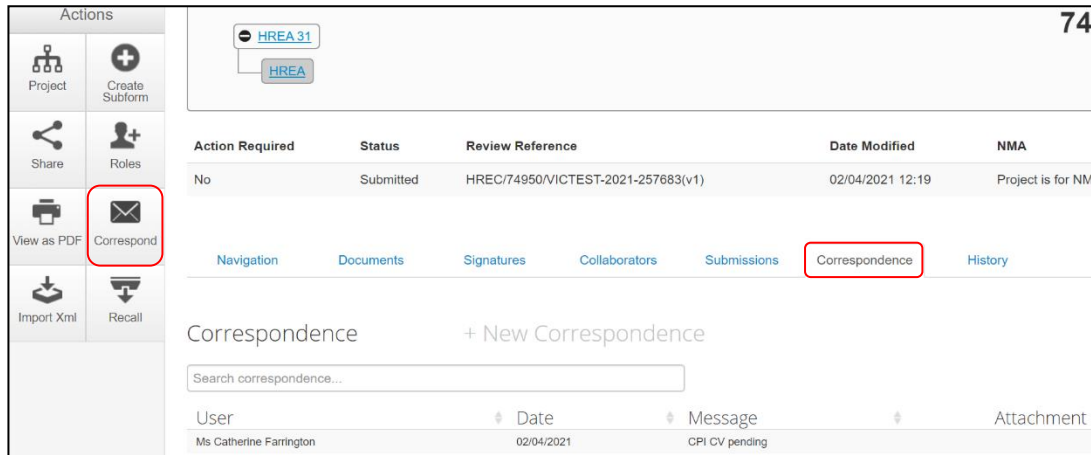 Actions
Project
Create
Subform
Share
Roles
View as PDF
Correspond
Import Xml
Recall
HREA 31
HREA
74
Action Required Status Review Reference Date Modified NMA
No Submitted HREC/74950/VICTEST-2021-257683(v1) 02/04/2021 12:19 Project is for NM
Navigation Documents Signatures Collaborators Submissions Correspondence History
Correspondence + New Correspondence
Search correspondence...
User Date Message Attachment
Ms Catherine Farrington 02/04/2021 CPI CV pending